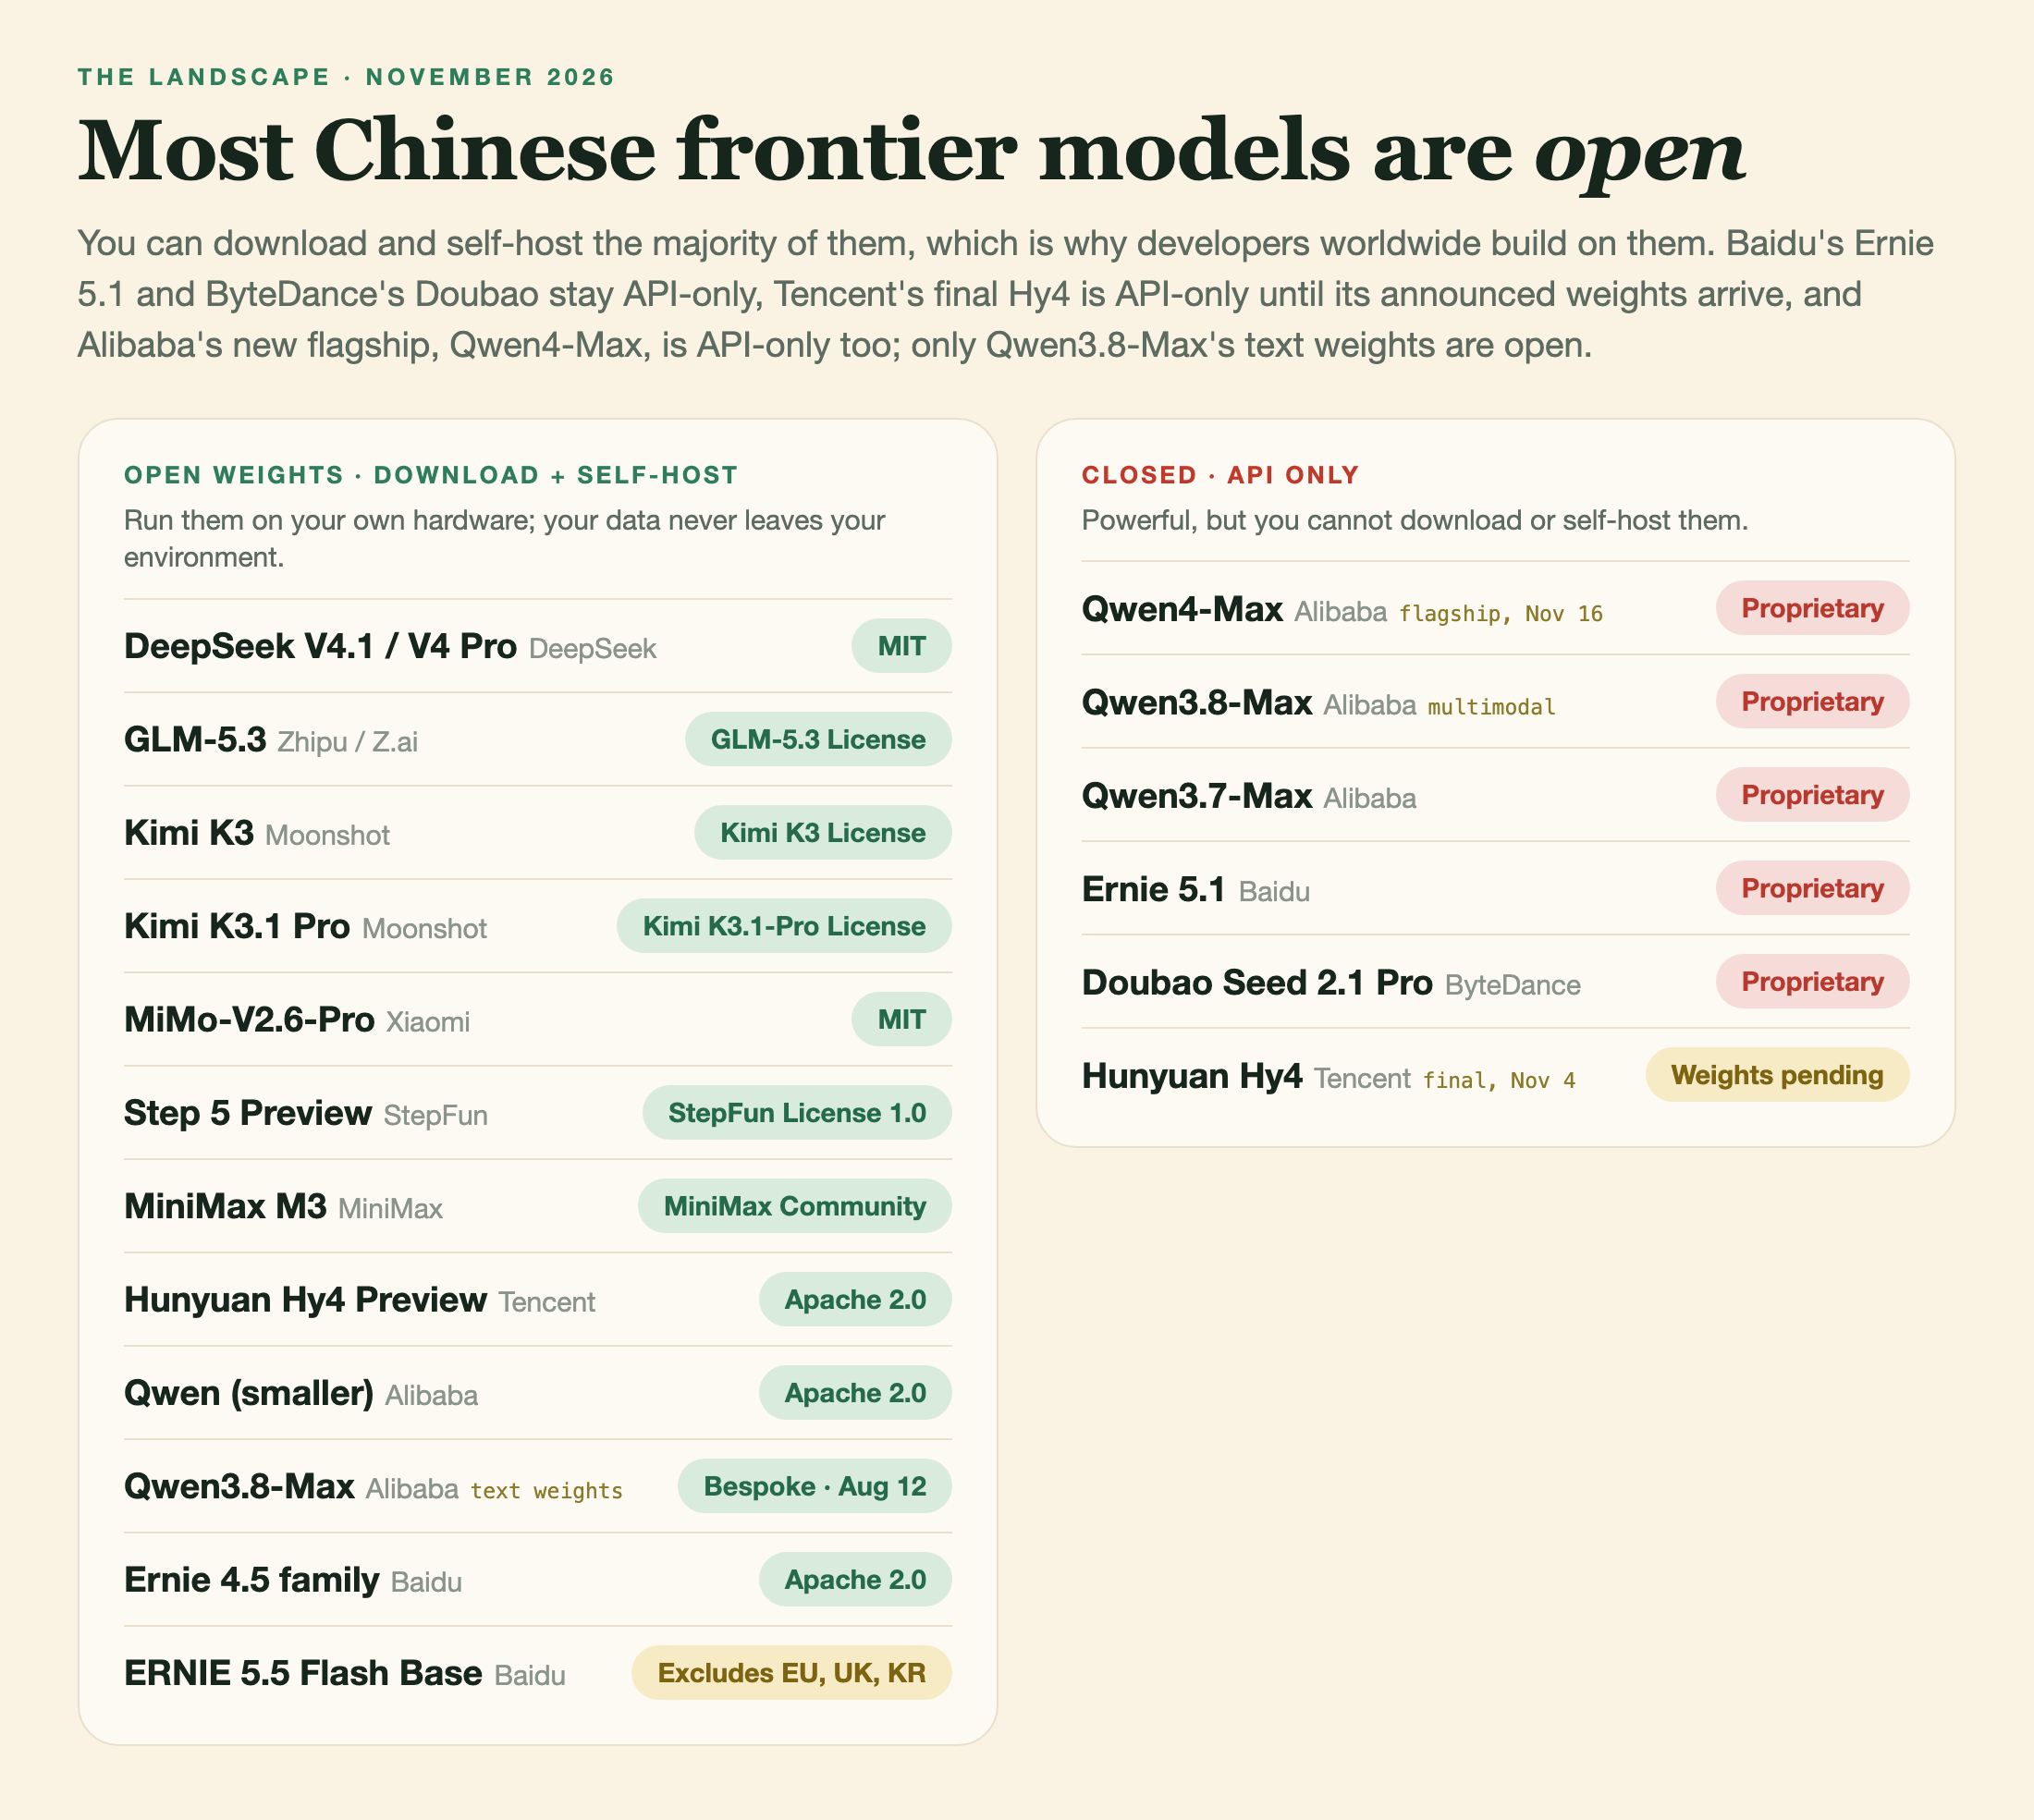 THE LANDSCAPE · NOVEMBER 2026
Most Chinese frontier models are open
You can download and self-host the majority of them, which is why developers worldwide build on them. Baidu's Ernie
5.1 and ByteDance's Doubao stay API-only, Tencent's final Hy4 is API-only until its announced weights arrive, and
Alibaba's new flagship, Qwen4-Max, is API-only too; only Qwen3.8-Max's text weights are open.
OPEN WEIGHTS · DOWNLOAD + SELF-HOST
Run them on your own hardware; your data never leaves your
environment.
DeepSeek V4.1 / V4 Pro DeepSeek MIT
GLM-5.3 Zhipu / Z.ai GLM-5.3 License
Kimi K3 Moonshot Kimi K3 License
Kimi K3.1 Pro Moonshot Kimi K3.1-Pro License
MiMo-V2.6-Pro Xiaomi MIT
Step 5 Preview StepFun StepFun License 1.0
MiniMax M3 MiniMax MiniMax Community
Hunyuan Hy4 Preview Tencent Apache 2.0
Qwen (smaller) Alibaba Apache 2.0
Qwen3.8-Max Alibaba text weights Bespoke · Aug 12
Ernie 4.5 family Baidu Apache 2.0
ERNIE 5.5 Flash Base Baidu Excludes EU, UK, KR
CLOSED · API ONLY
Powerful, but you cannot download or self-host them.
Qwen4-Max Alibaba flagship, Nov 16 Proprietary
Qwen3.8-Max Alibaba multimodal Proprietary
Qwen3.7-Max Alibaba Proprietary
Ernie 5.1 Baidu Proprietary
Doubao Seed 2.1 Pro ByteDance Proprietary
Hunyuan Hy4 Tencent final, Nov 4 Weights pending